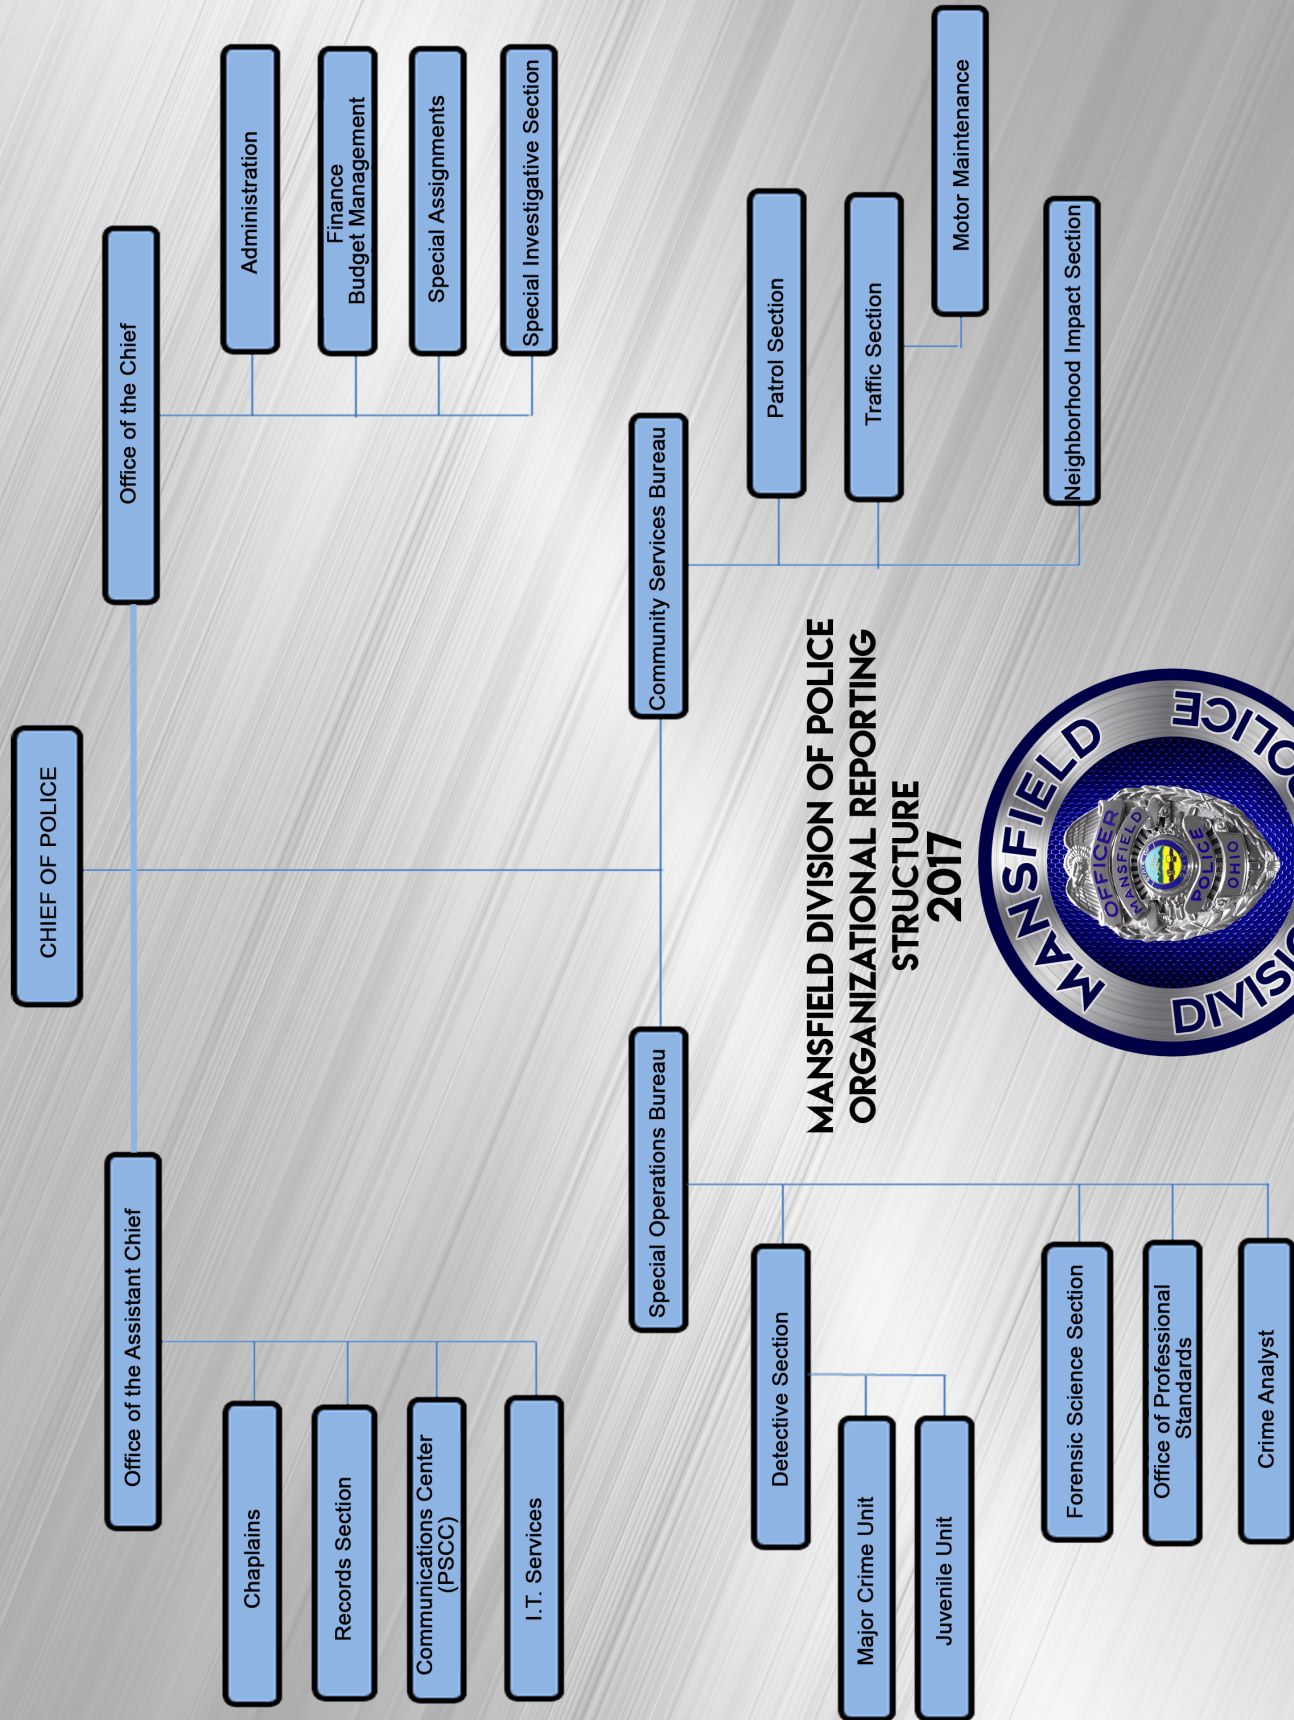 CHIEF OF POLICE
Office of the Assistant Chief
Office of the Chief
Chaplains
Records Section
Communications Center
(PSCC)
I.T. Services
Administration
Finance
Budget Management
Special Assignments
Special Investigative Section
Special Operations Bureau
Community Services Bureau
Detective Section
Major Crime Unit
Juvenile Unit
Forensic Science Section
Office of Professional
Standards
Crime Analyst
Patrol Section
Traffic Section
Motor Maintenance
Neighborhood Impact Section
MANSFIELD DIVISION OF POLICE
ORGANIZATIONAL REPORTING
STRUCTURE
2017
MANSFIELD
OFFICER
MANSFIELD
POLICE
OHIO